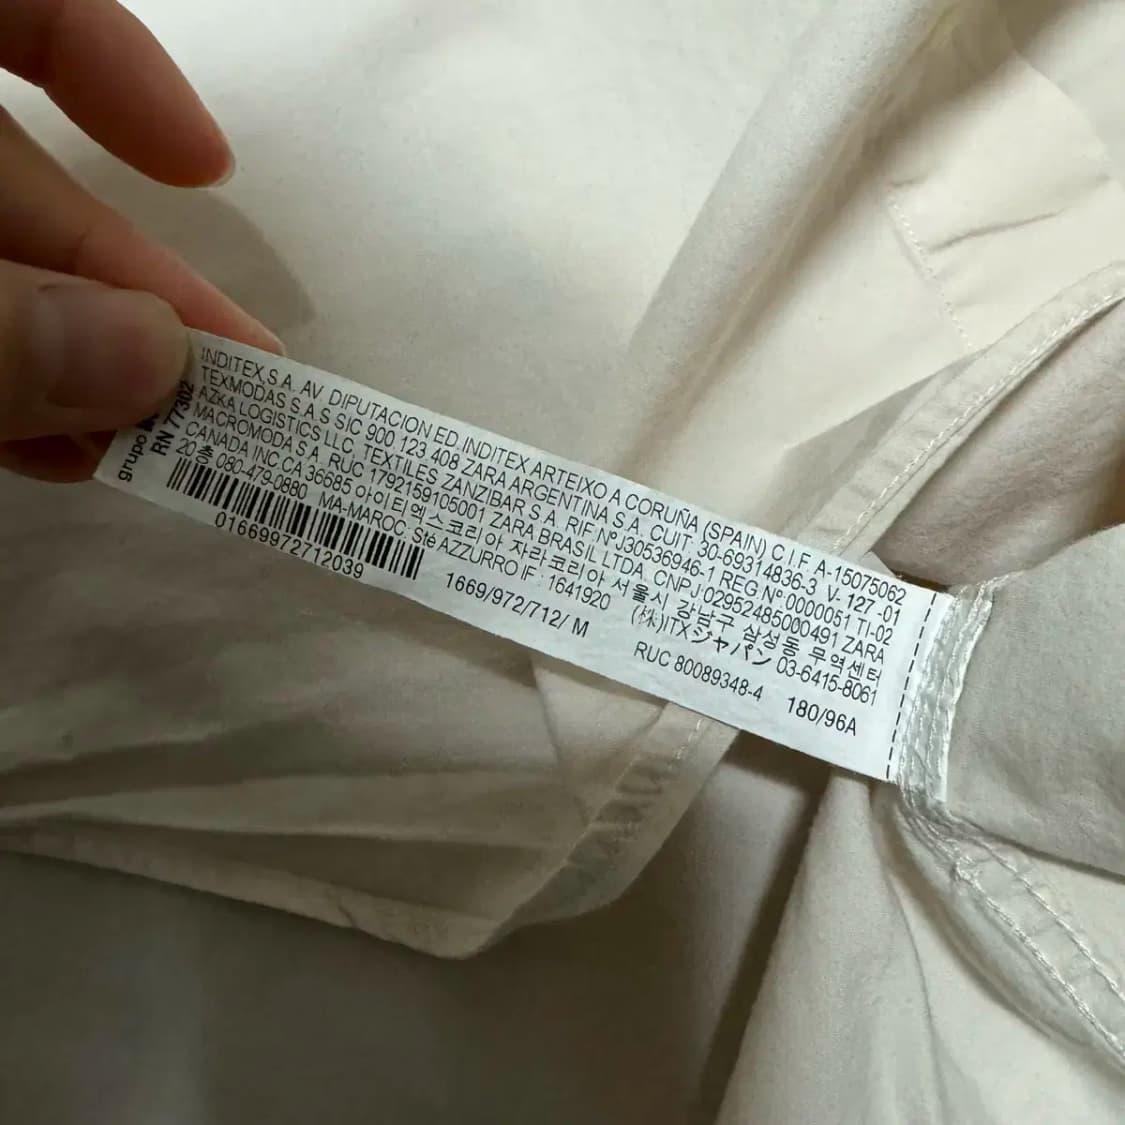 INDITEX,S.A. AV. DIPUTACION ED.INDITEX ARTEIXO A CORUÑA (SPAIN) C.I.F. A-15075062
TEXMODAS S.A.S SIC 900 123 408 ZARA ARGENTINA S.A. CUIT 30-69314836-3 V-127-01
AZKA LOGISTICS LLC, TEXTILES ZANZIBAR S.A. RIF.Nº J30536946-1 REG Nº:0000051 TI-02
MACROMODA S.A. RUC 1792159105001 ZARA BRASIL LTDA, CNPJ:02952485000491 ZARA
CANADA INC.CA 36685 아이티엑스코리아 자라코리아 서울시 강남구 삼성동 무역센터
20층 080-479-0880 MA-MAROC. Sté AZZURRO IF : 1641920 (株)ITXジャパン 03-6415-8061
RUC 80089348-4
01669972712039
1669/972/712/ M
180/96A
grupo
RN 77302